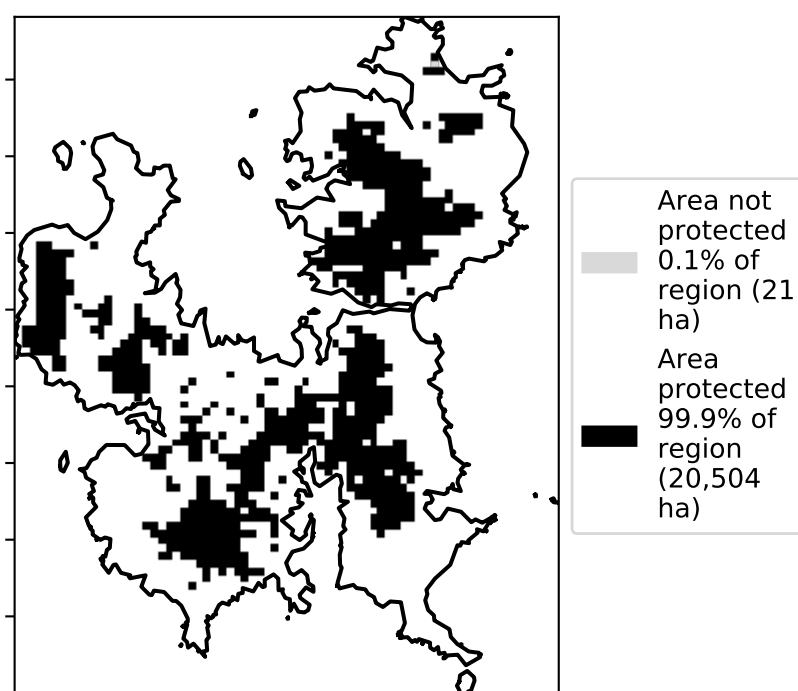 Area not
protected
0.1% of
region (21
ha)
Area
protected
99.9% of
region
(20,504
ha)